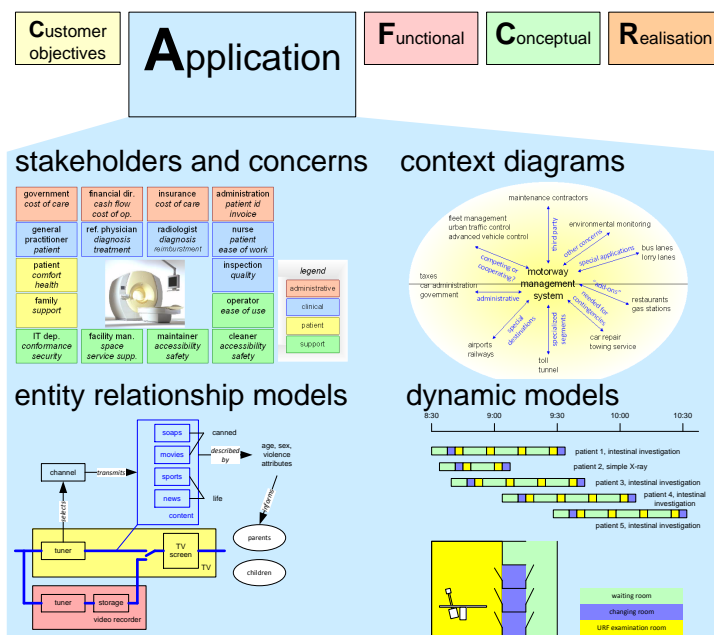 Customer
objectives
Application
Functional
Conceptual
Realisation
stakeholders and concerns
government
cost of care
financial dir.
cash flow
cost of op.
insurance
cost of care
administration
patient id
invoice
general
practitioner
patient
ref. physician
diagnosis
treatment
radiologist
diagnosis
reimburstment
nurse
patient
ease of work
patient
comfort
health
inspection
quality
family
support
operator
ease of use
IT dep.
conformance
security
facility man.
space
service supp.
maintainer
accessibility
safety
cleaner
accessibility
safety
legend
administrative
clinical
patient
support
context diagrams
maintenance contractors
fleet management
urban traffic control
advanced vehicle control
environmental monitoring
bus lanes
lorry lanes
third party
other concerns
special applications
competing or
cooperating?
motorway
management
system
"add-ons"
taxes
car administration
government
administrative
needed for
contingencies
restaurants
gas stations
special
destinations
specialized
segments
airports
railways
toll
tunnel
car repair
towing service
entity relationship models
soaps
movies
sports
news
content
canned
life
channel
transmits
described
by
age, sex,
violence
attributes
selects
informs
parents
children
tuner
TV
screen
TV
tuner
storage
video recorder
dynamic models
8:30
9:00
9:30
10:00
10:30
patient 1, intestinal investigation
patient 2, simple X-ray
patient 3, intestinal investigation
patient 4, intestinal
investigation
patient 5, intestinal investigation
waiting room
changing room
URF examination room